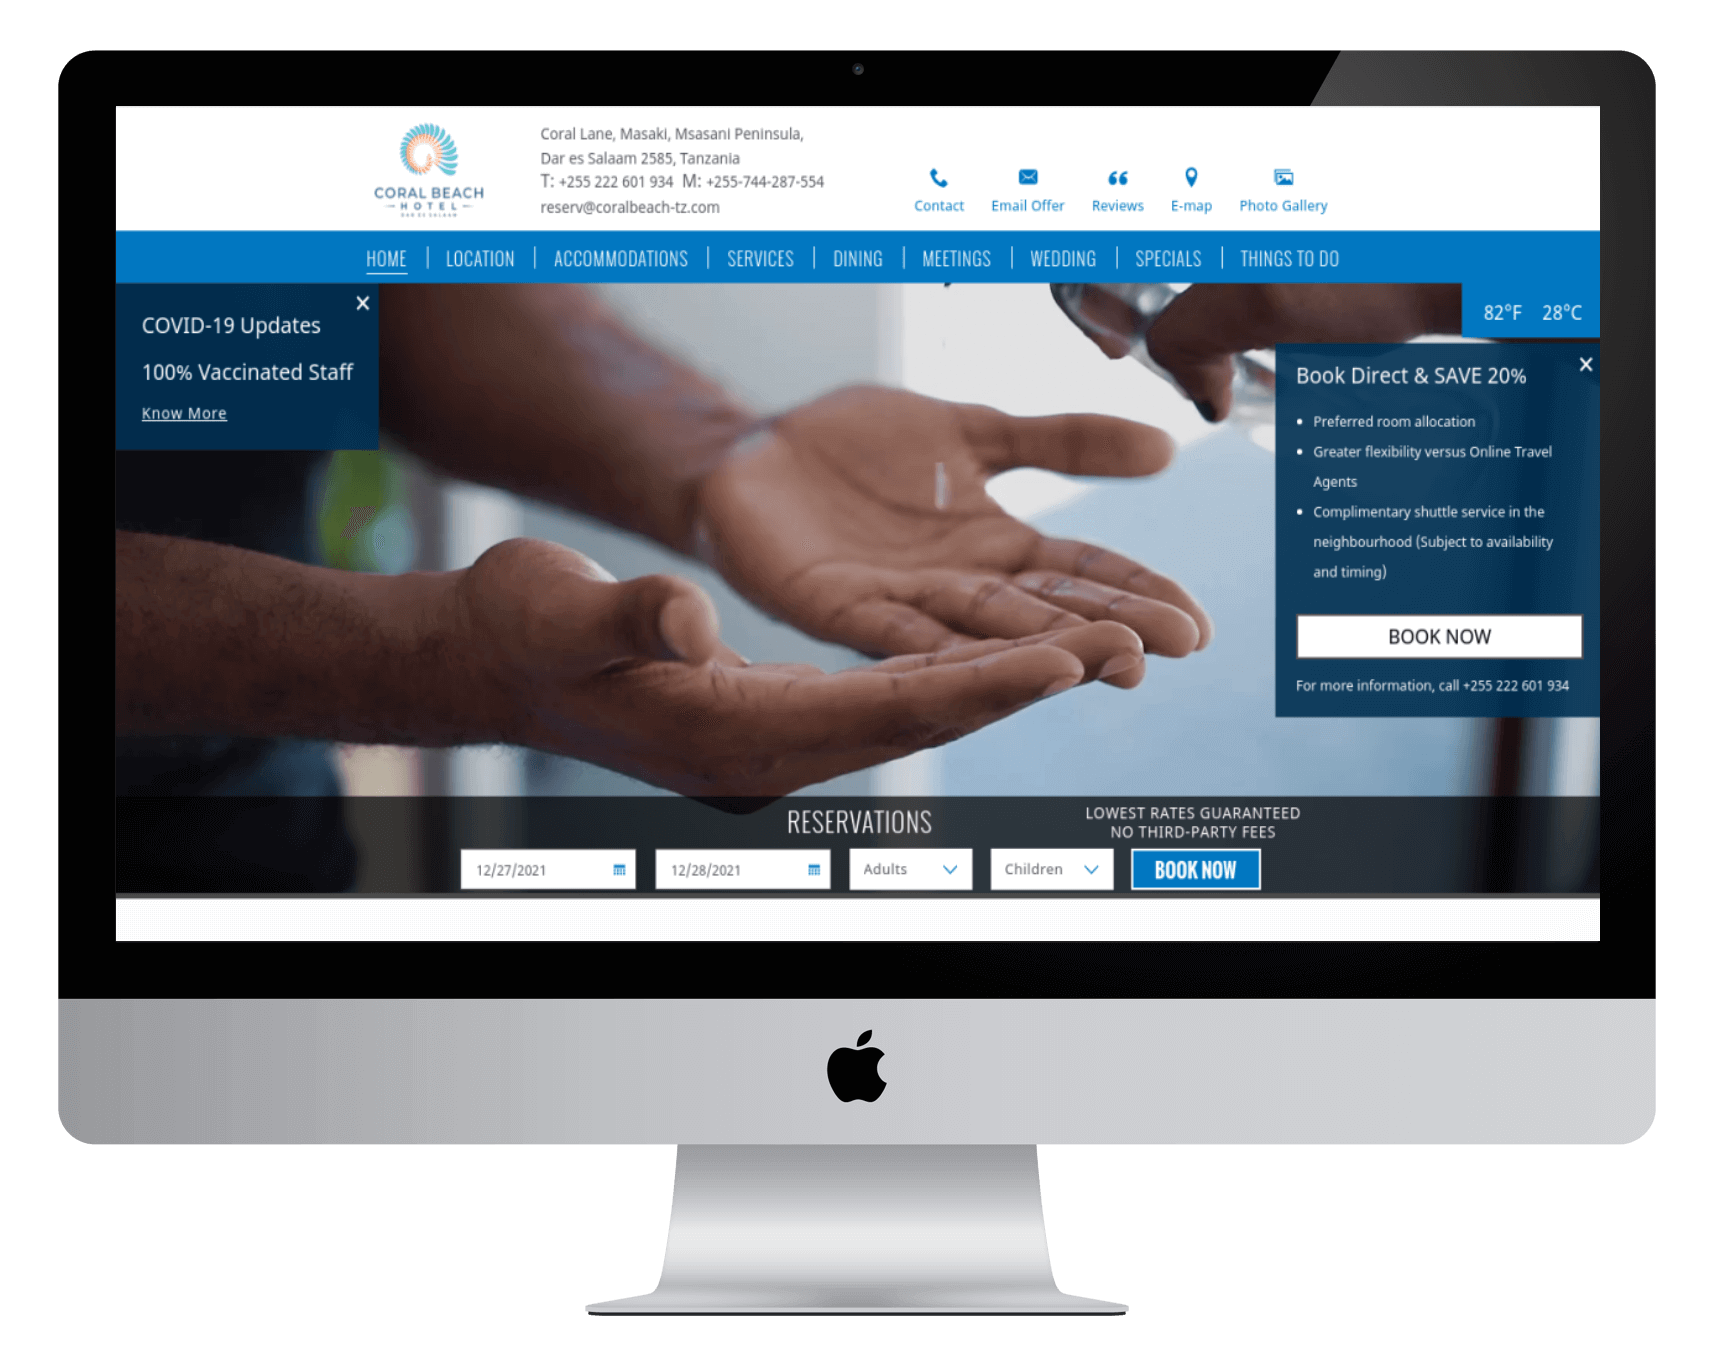 CORAL BEACH
HOTEL
DAR ES SALAAM
Coral Lane, Masaki, Msasani Peninsula,
Dar es Salaam 2585, Tanzania
T: +255 222 601 934 M: +255-744-287-554
reserv@coralbeach-tz.com
Contact
Email Offer
Reviews
E-map
Photo Gallery
HOME
LOCATION
ACCOMMODATIONS
SERVICES
DINING
MEETINGS
WEDDING
SPECIALS
THINGS TO DO
COVID-19 Updates
100% Vaccinated Staff
Know More
82°F 28°C
Book Direct & SAVE 20%
Preferred room allocation
Greater flexibility versus Online Travel
Agents
Complimentary shuttle service in the
neighbourhood (Subject to availability
and timing)
BOOK NOW
For more information, call +255 222 601 934
RESERVATIONS
LOWEST RATES GUARANTEED
NO THIRD-PARTY FEES
12/27/2021
12/28/2021
Adults
Children
BOOK NOW